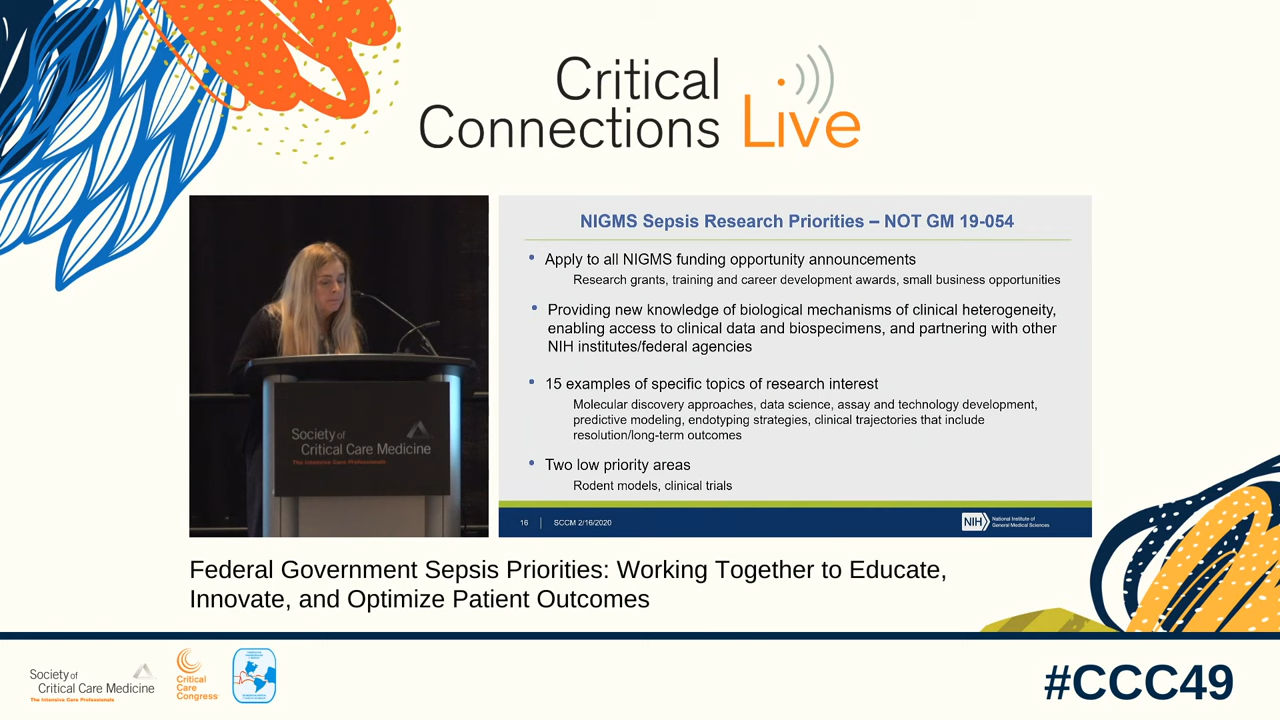 Critical
Connections Live
NIGMS Sepsis Research Priorities – NOT GM 19-054
• Apply to all NIGMS funding opportunity announcements
Research grants, training and career development awards, small business opportunities
• Providing new knowledge of biological mechanisms of clinical heterogeneity,
enabling access to clinical data and biospecimens, and partnering with other
NIH institutes/federal agencies
• 15 examples of specific topics of research interest
Molecular discovery approaches, data science, assay and technology development,
predictive modeling, endotyping strategies, clinical trajectories that include
resolution/long-term outcomes
• Two low priority areas
Rodent models, clinical trials
16 | SCCM 2/16/2020
NIH National Institute of
General Medical Sciences
Society of
Critical Care Medicine
The Intensive Care Professionals
Federal Government Sepsis Priorities: Working Together to Educate,
Innovate, and Optimize Patient Outcomes
Society of
Critical Care Medicine
The Intensive Care Professionals
Critical
Care
Congress
#CCC49